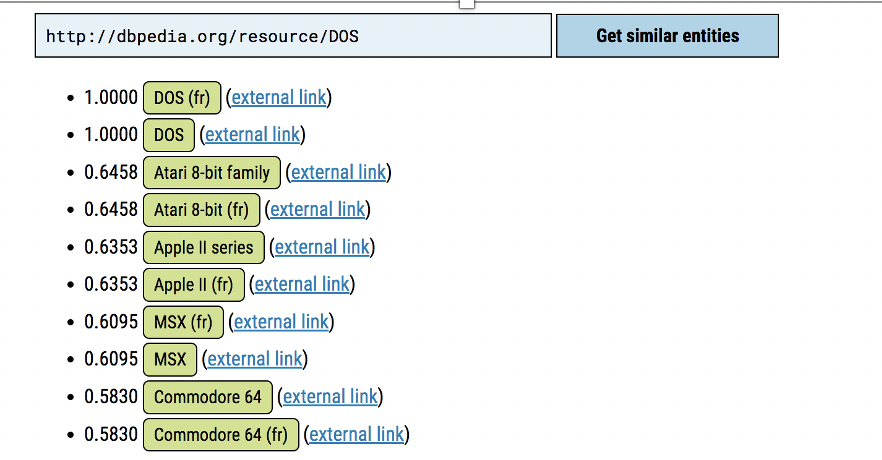 http://dbpedia.org/resource/DOS Get similar entities
• 1.0000 DOS (fr) (external link)
• 1.0000 DOS (external link)
• 0.6458 Atari 8-bit family (external link)
• 0.6458 Atari 8-bit (fr) (external link)
• 0.6353 Apple II series (external link)
• 0.6353 Apple II (fr) (external link)
• 0.6095 MSX (fr) (external link)
• 0.6095 MSX (external link)
• 0.5830 Commodore 64 (external link)
• 0.5830 Commodore 64 (fr) (external link)